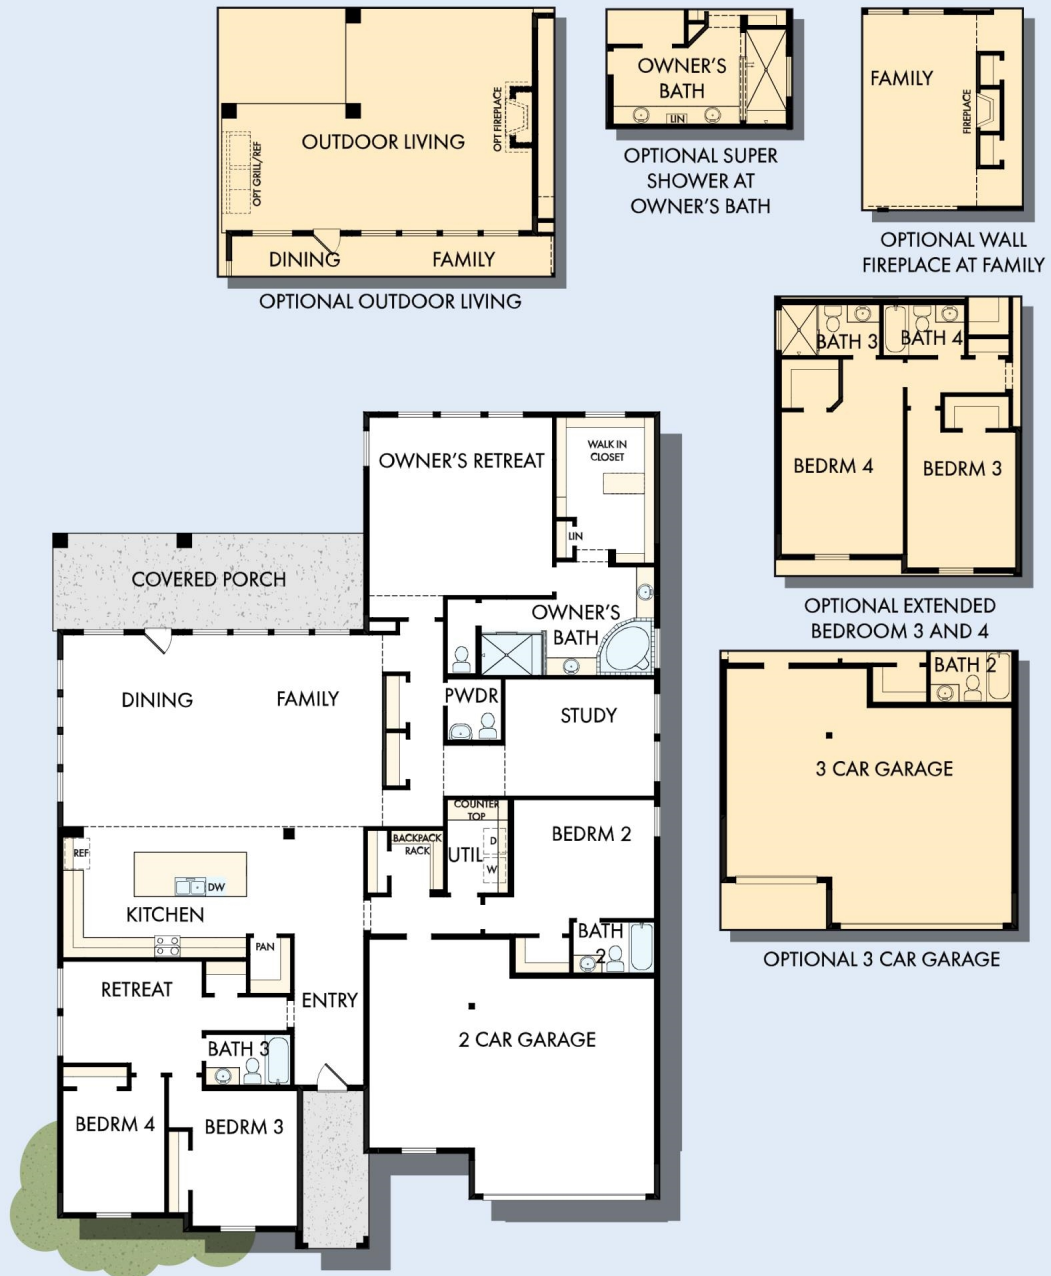 OUTDOOR LIVING
OPT GRILL/REF
OPT FIREPLACE
DINING
FAMILY
OPTIONAL OUTDOOR LIVING
OWNER'S
BATH
LIN
OPTIONAL SUPER
SHOWER AT
OWNER'S BATH
FAMILY
FIREPLACE
OPTIONAL WALL
FIREPLACE AT FAMILY
BATH 3
BATH 4
BEDRM 4
BEDRM 3
OPTIONAL EXTENDED
BEDROOM 3 AND 4
BATH 2
3 CAR GARAGE
OPTIONAL 3 CAR GARAGE
OWNER'S RETREAT
WALK IN
CLOSET
LIN
COVERED PORCH
OWNER'S
BATH
DINING
FAMILY
PWDR
STUDY
COUNTER
TOP
BACKPACK
RACK
UTIL
D
W
BEDRM 2
REF
DW
KITCHEN
PAN
BATH
2
RETREAT
ENTRY
BATH 3
2 CAR GARAGE
BEDRM 4
BEDRM 3